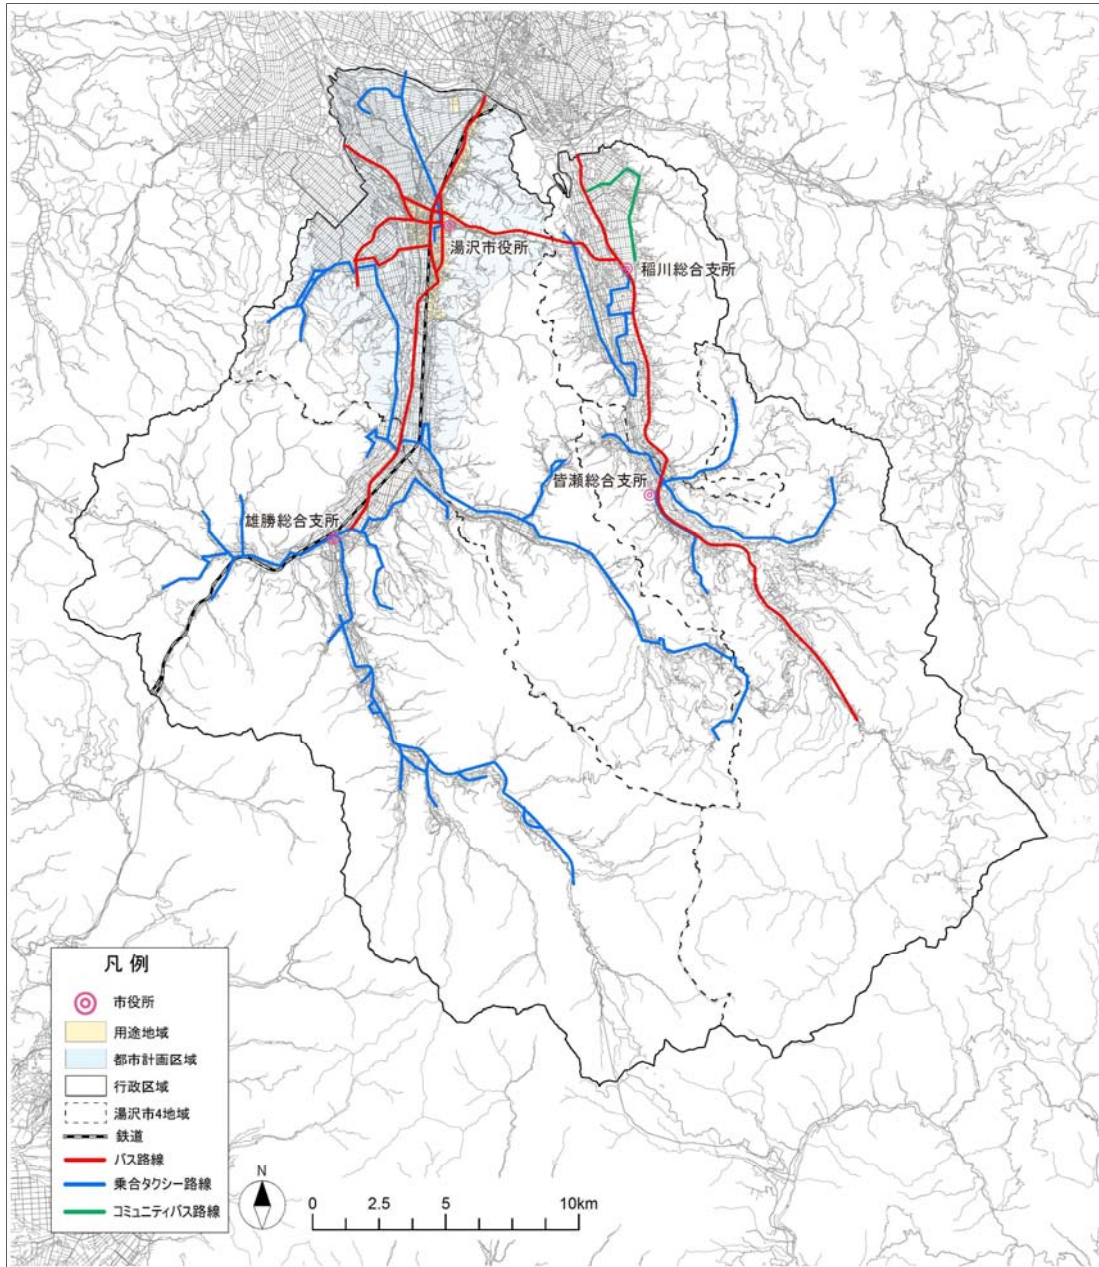 湯沢市役所
稲川総合支所
皆瀬総合支所
雄勝総合支所
凡例
市役所
用途地域
都市計画区域
行政区域
湯沢市4地域
鉄道
バス路線
乗合タクシー路線
コミュニティバス路線
N
0 2.5 5 10km